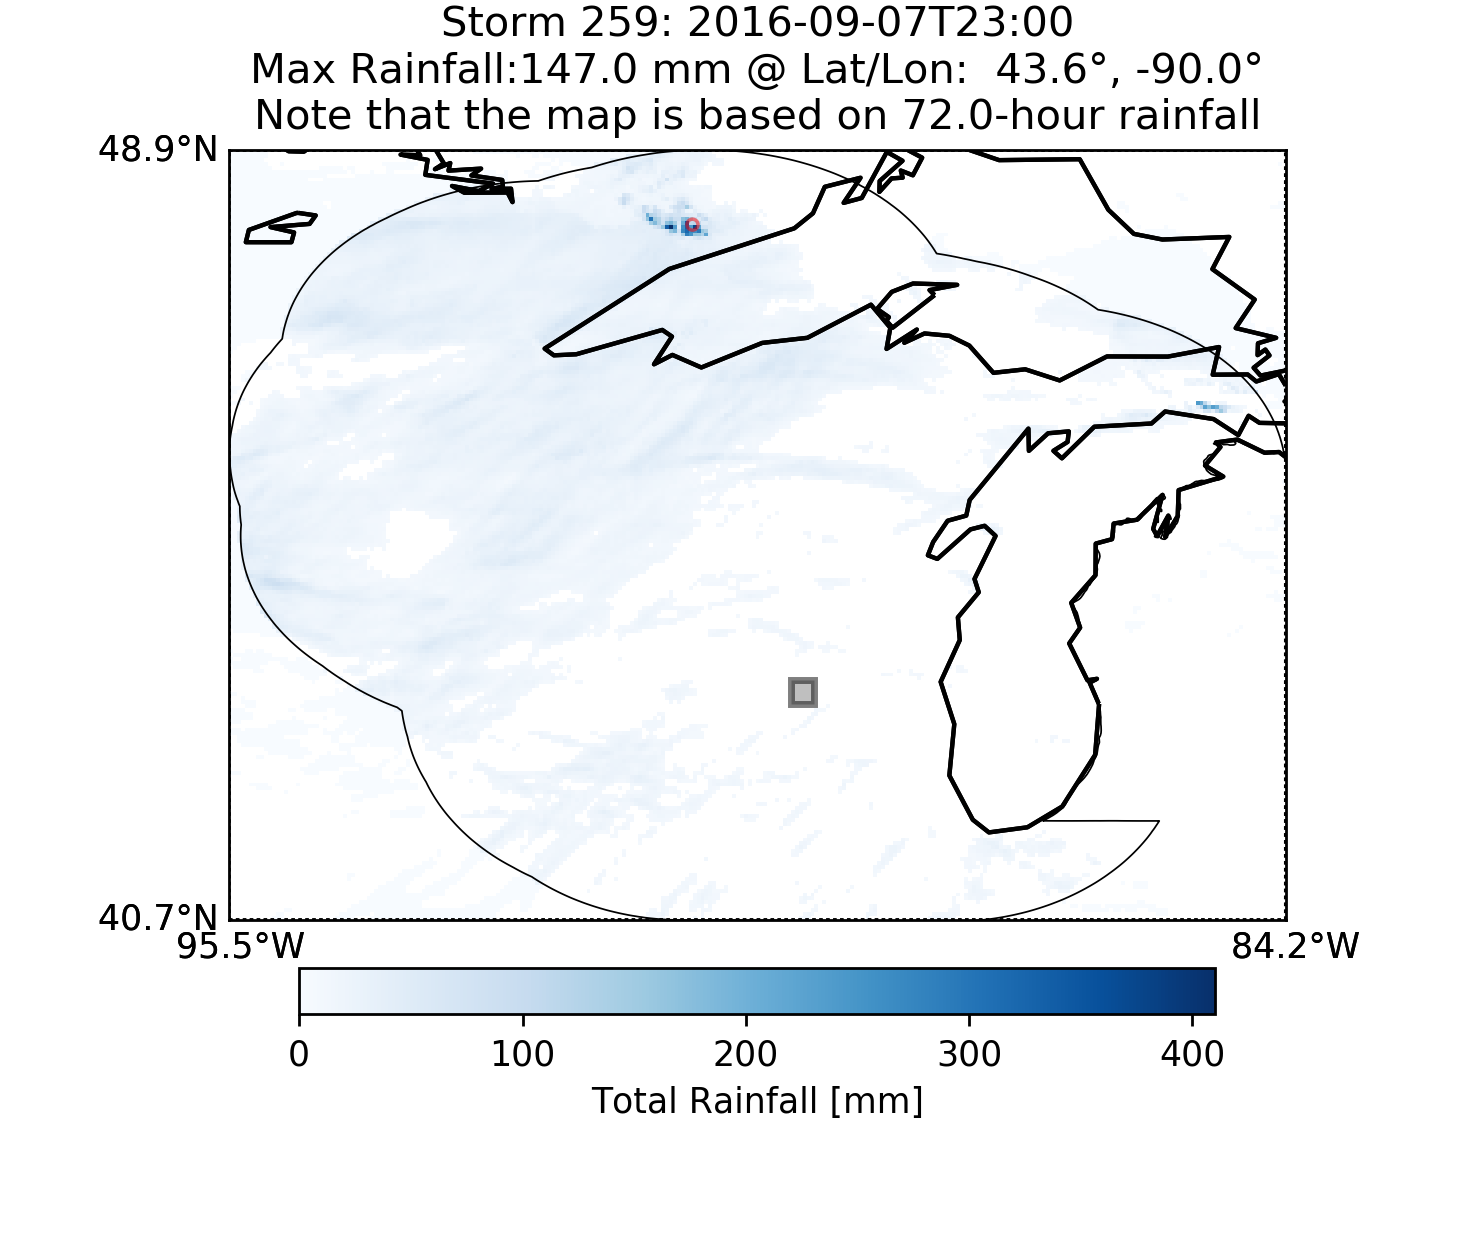 Storm 259: 2016-09-07T23:00
Max Rainfall:147.0 mm @ Lat/Lon:  43.6°, -90.0°
Note that the map is based on 72.0-hour rainfall
48.9°N
40.7°N
95.5°W
84.2°W
0
100
200
300
400
Total Rainfall [mm]